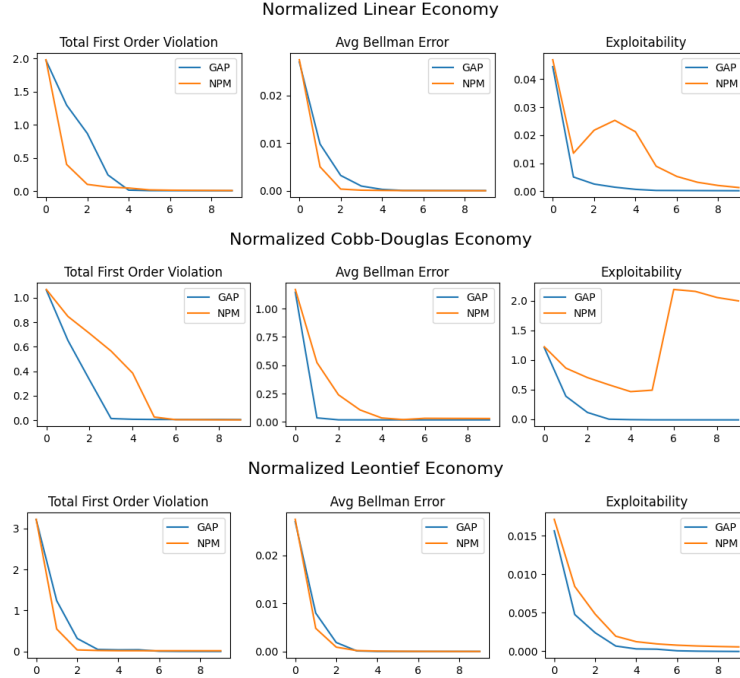 Normalized Linear Economy
Total First Order Violation
Avg Bellman Error
Exploitability
2.0
1.5
1.0
0.5
0.0
0 2 4 6 8
GAP
NPM
0.02
0.01
0.00
0 2 4 6 8
GAP
NPM
0.04
0.03
0.02
0.01
0.00
0 2 4 6 8
GAP
NPM
Normalized Cobb-Douglas Economy
Total First Order Violation
Avg Bellman Error
Exploitability
1.0
0.8
0.6
0.4
0.2
0.0
0 2 4 6 8
GAP
NPM
1.00
0.75
0.50
0.25
0.00
0 2 4 6 8
GAP
NPM
2.0
1.5
1.0
0.5
0.0
0 2 4 6 8
GAP
NPM
Normalized Leontief Economy
Total First Order Violation
Avg Bellman Error
Exploitability
3
2
1
0
0 2 4 6 8
GAP
NPM
0.02
0.01
0.00
0 2 4 6 8
GAP
NPM
0.015
0.010
0.005
0.000
0 2 4 6 8
GAP
NPM